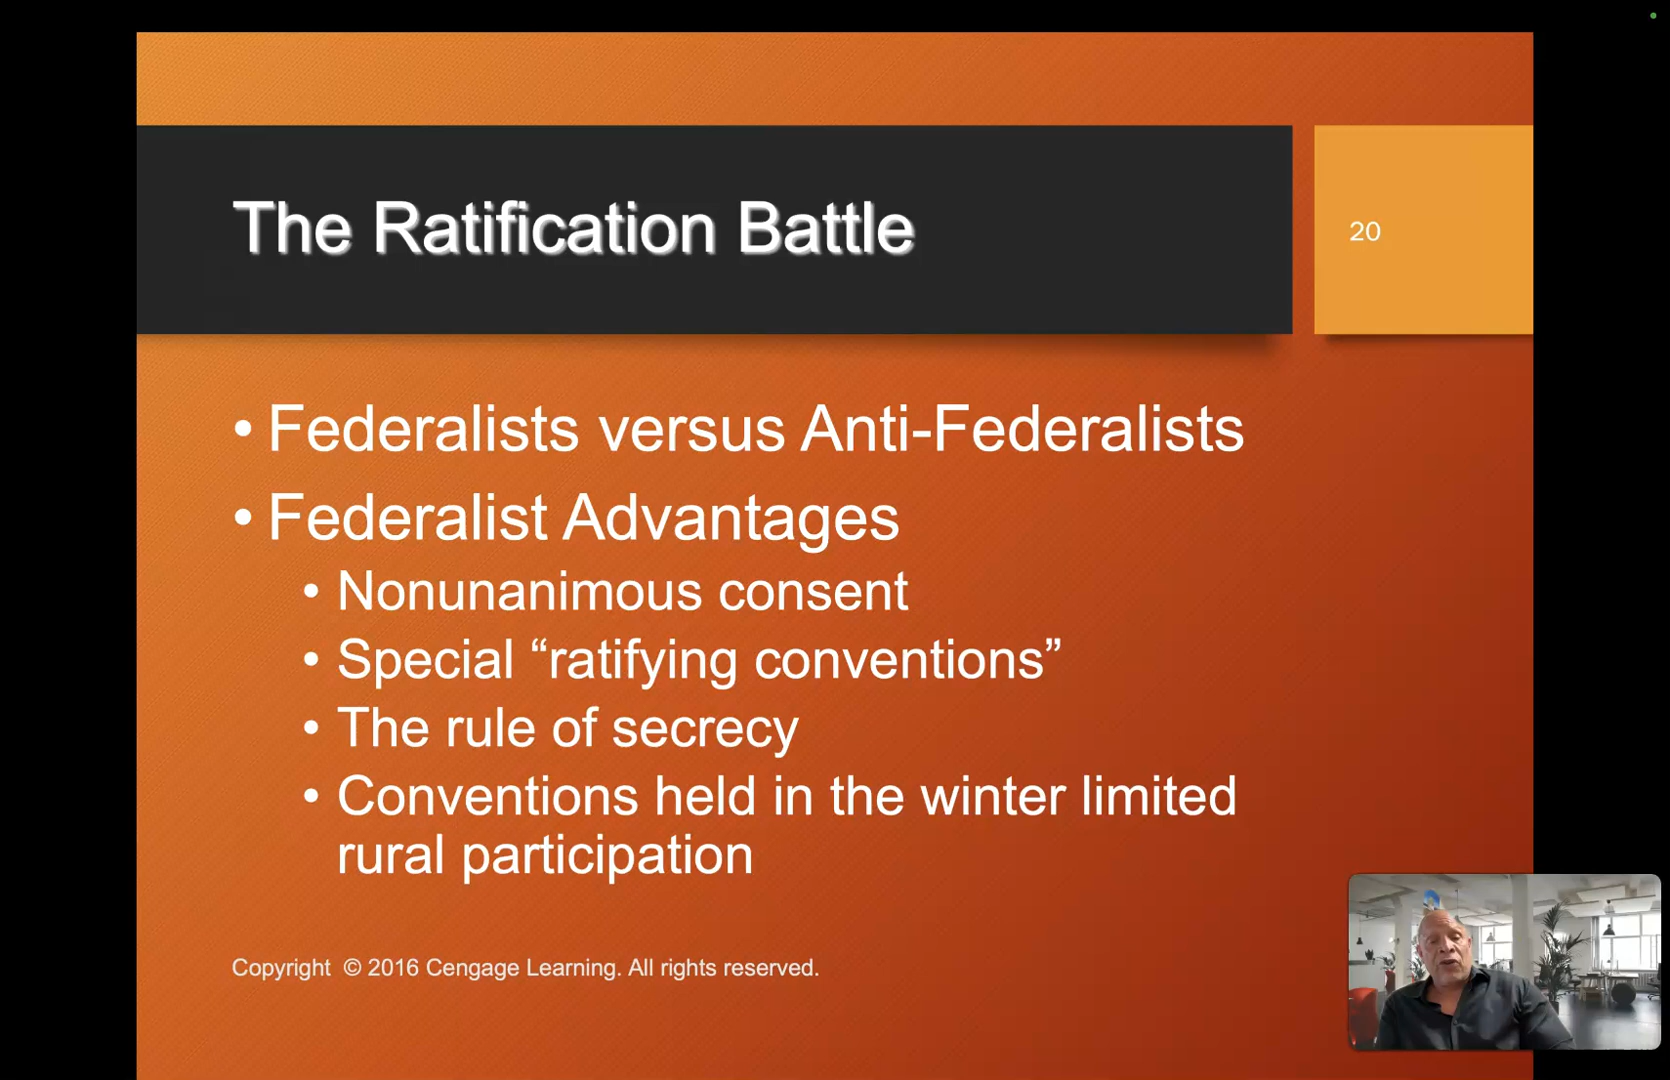 The Ratification Battle
20
• Federalists versus Anti-Federalists
• Federalist Advantages
• Nonunanimous consent
• Special “ratifying conventions”
• The rule of secrecy
• Conventions held in the winter limited
rural participation
Copyright © 2016 Cengage Learning. All rights reserved.